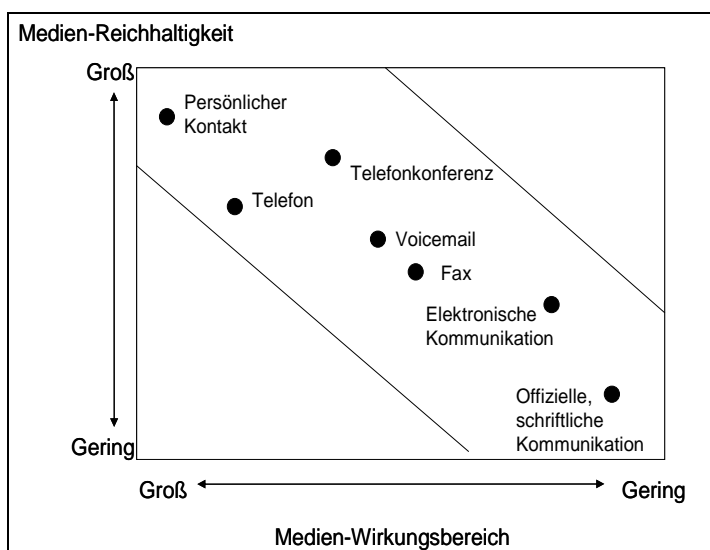 Medien-Reichhaltigkeit
Groß
Persönlicher
Kontakt
Telefonkonferenz
Telefon
Voicemail
Fax
Elektronische
Kommunikation
Offizielle,
schriftliche
Kommunikation
Gering
Groß
Gering
Medien-Wirkungsbereich